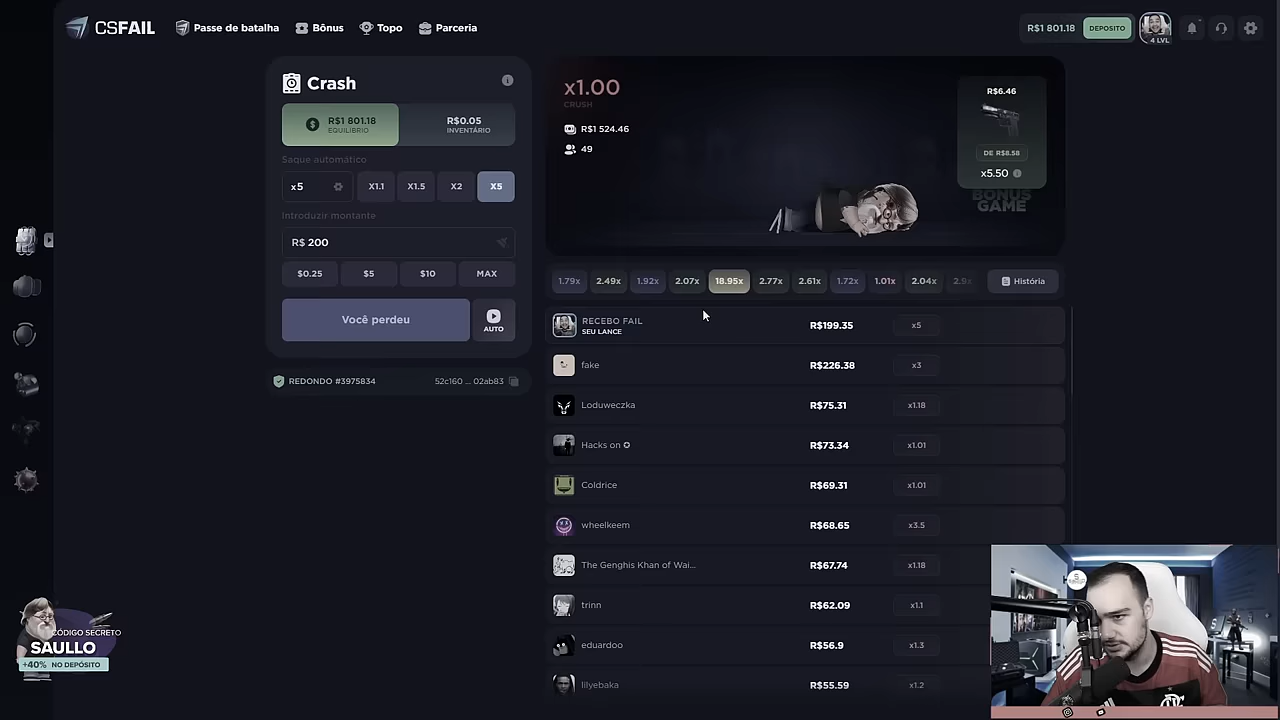 CSFAIL
Passe de batalha
Bônus
Topo
Parceria
R$1 801.18
DEPOSITO
4 LVL
Crash
R$1 801.18
EQUILÍBRIO
R$0.05
INVENTÁRIO
Saque automático
x5
X1.1
X1.5
X2
X5
Introduzir montante
R$ 200
$0.25
$5
$10
MAX
Você perdeu
AUTO
REDONDO #3975834
52c160 ... 02ab83
x1.00
CRUSH
R$1 524.46
49
R$6.46
DE R$8.58
x5.50
BONUS
GAME
1.79x
2.49x
1.92x
2.07x
18.95x
2.77x
2.61x
1.72x
1.01x
2.04x
História
RECEBO FAIL
SEU LANCE
R$199.35
x5
fake
R$226.38
x3
Loduweczka
R$75.31
x1.18
Hacks on
R$73.34
x1.01
Coldrice
R$69.31
x1.01
wheelkeem
R$68.65
x3.5
The Genghis Khan of Wai...
R$67.74
x1.18
trinn
R$62.09
x1.1
eduardoo
R$56.9
x1.3
lilyebaka
R$55.59
x1.2
CÓDIGO SECRETO
SAULLO
+40% NO DEPÓSITO